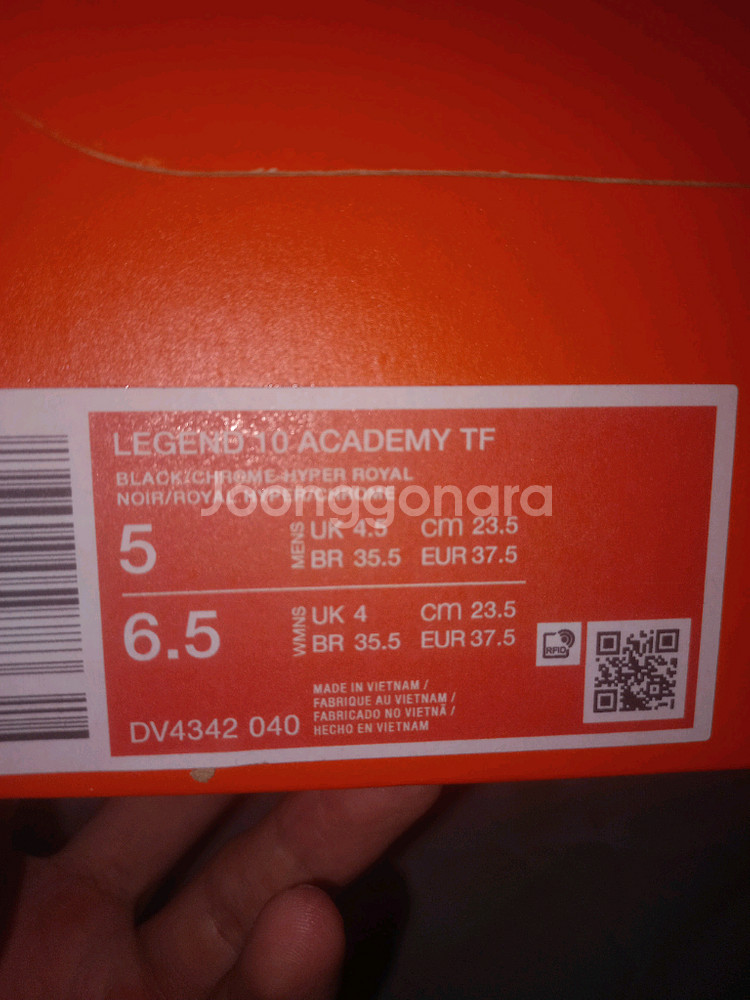 LEGEND 10 ACADEMY TF
BLACK/CHROME-HYPER ROYAL
NOIR/ROYAL HYPER/CHROME
Joonggonara
5
MENS
UK 4.5 cm 23.5
BR 35.5 EUR 37.5
6.5
WMNS
UK 4 cm 23.5
BR 35.5 EUR 37.5
RFID
DV4342 040
MADE IN VIETNAM /
FABRIQUE AU VIETNAM /
FABRICADO NO VIETNÃ /
HECHO EN VIETNAM